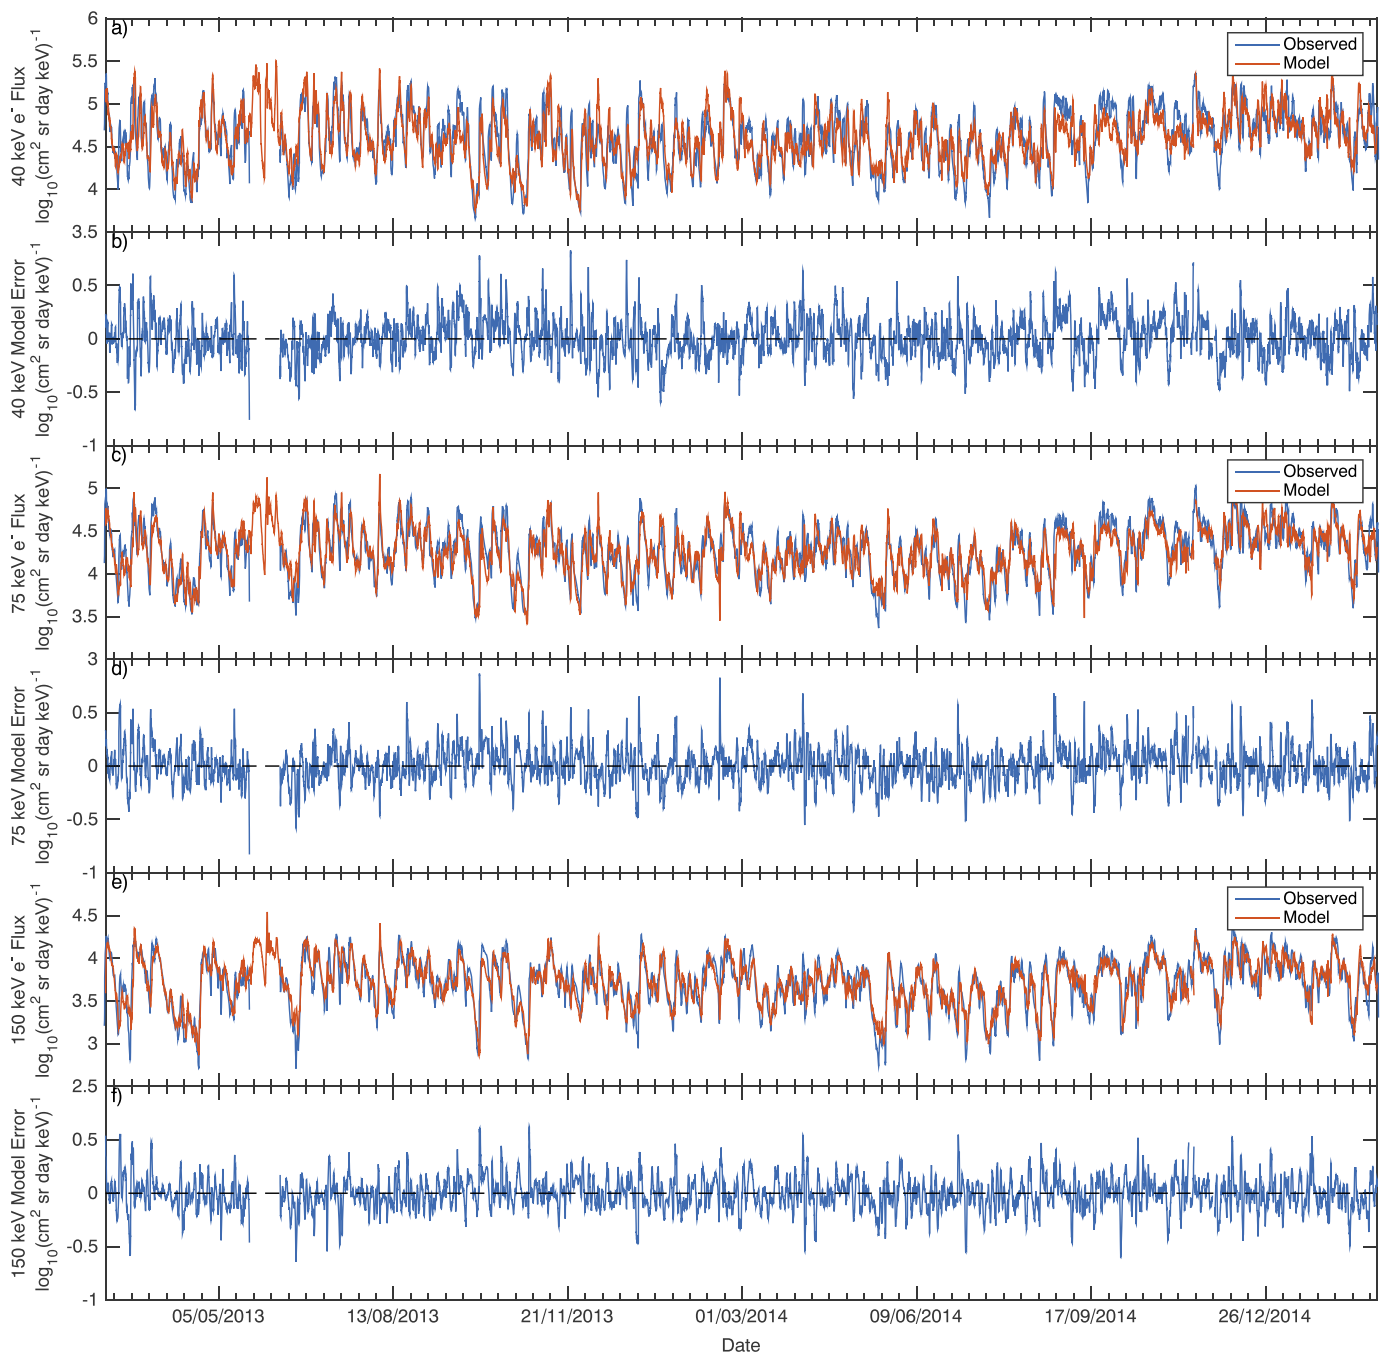 a)
40 keV e⁻ Flux
log₁₀(cm² sr day keV)⁻¹
6
5.5
5
4.5
4
3.5
Observed
Model
b)
40 keV Model Error
log₁₀(cm² sr day keV)⁻¹
0.5
0
-0.5
-1
c)
75 keV e⁻ Flux
log₁₀(cm² sr day keV)⁻¹
5
4.5
4
3.5
3
Observed
Model
d)
75 keV Model Error
log₁₀(cm² sr day keV)⁻¹
0.5
0
-0.5
-1
e)
150 keV e⁻ Flux
log₁₀(cm² sr day keV)⁻¹
4.5
4
3.5
3
2.5
Observed
Model
f)
150 keV Model Error
log₁₀(cm² sr day keV)⁻¹
0.5
0
-0.5
-1
05/05/2013 13/08/2013 21/11/2013 01/03/2014 09/06/2014 17/09/2014 26/12/2014
Date